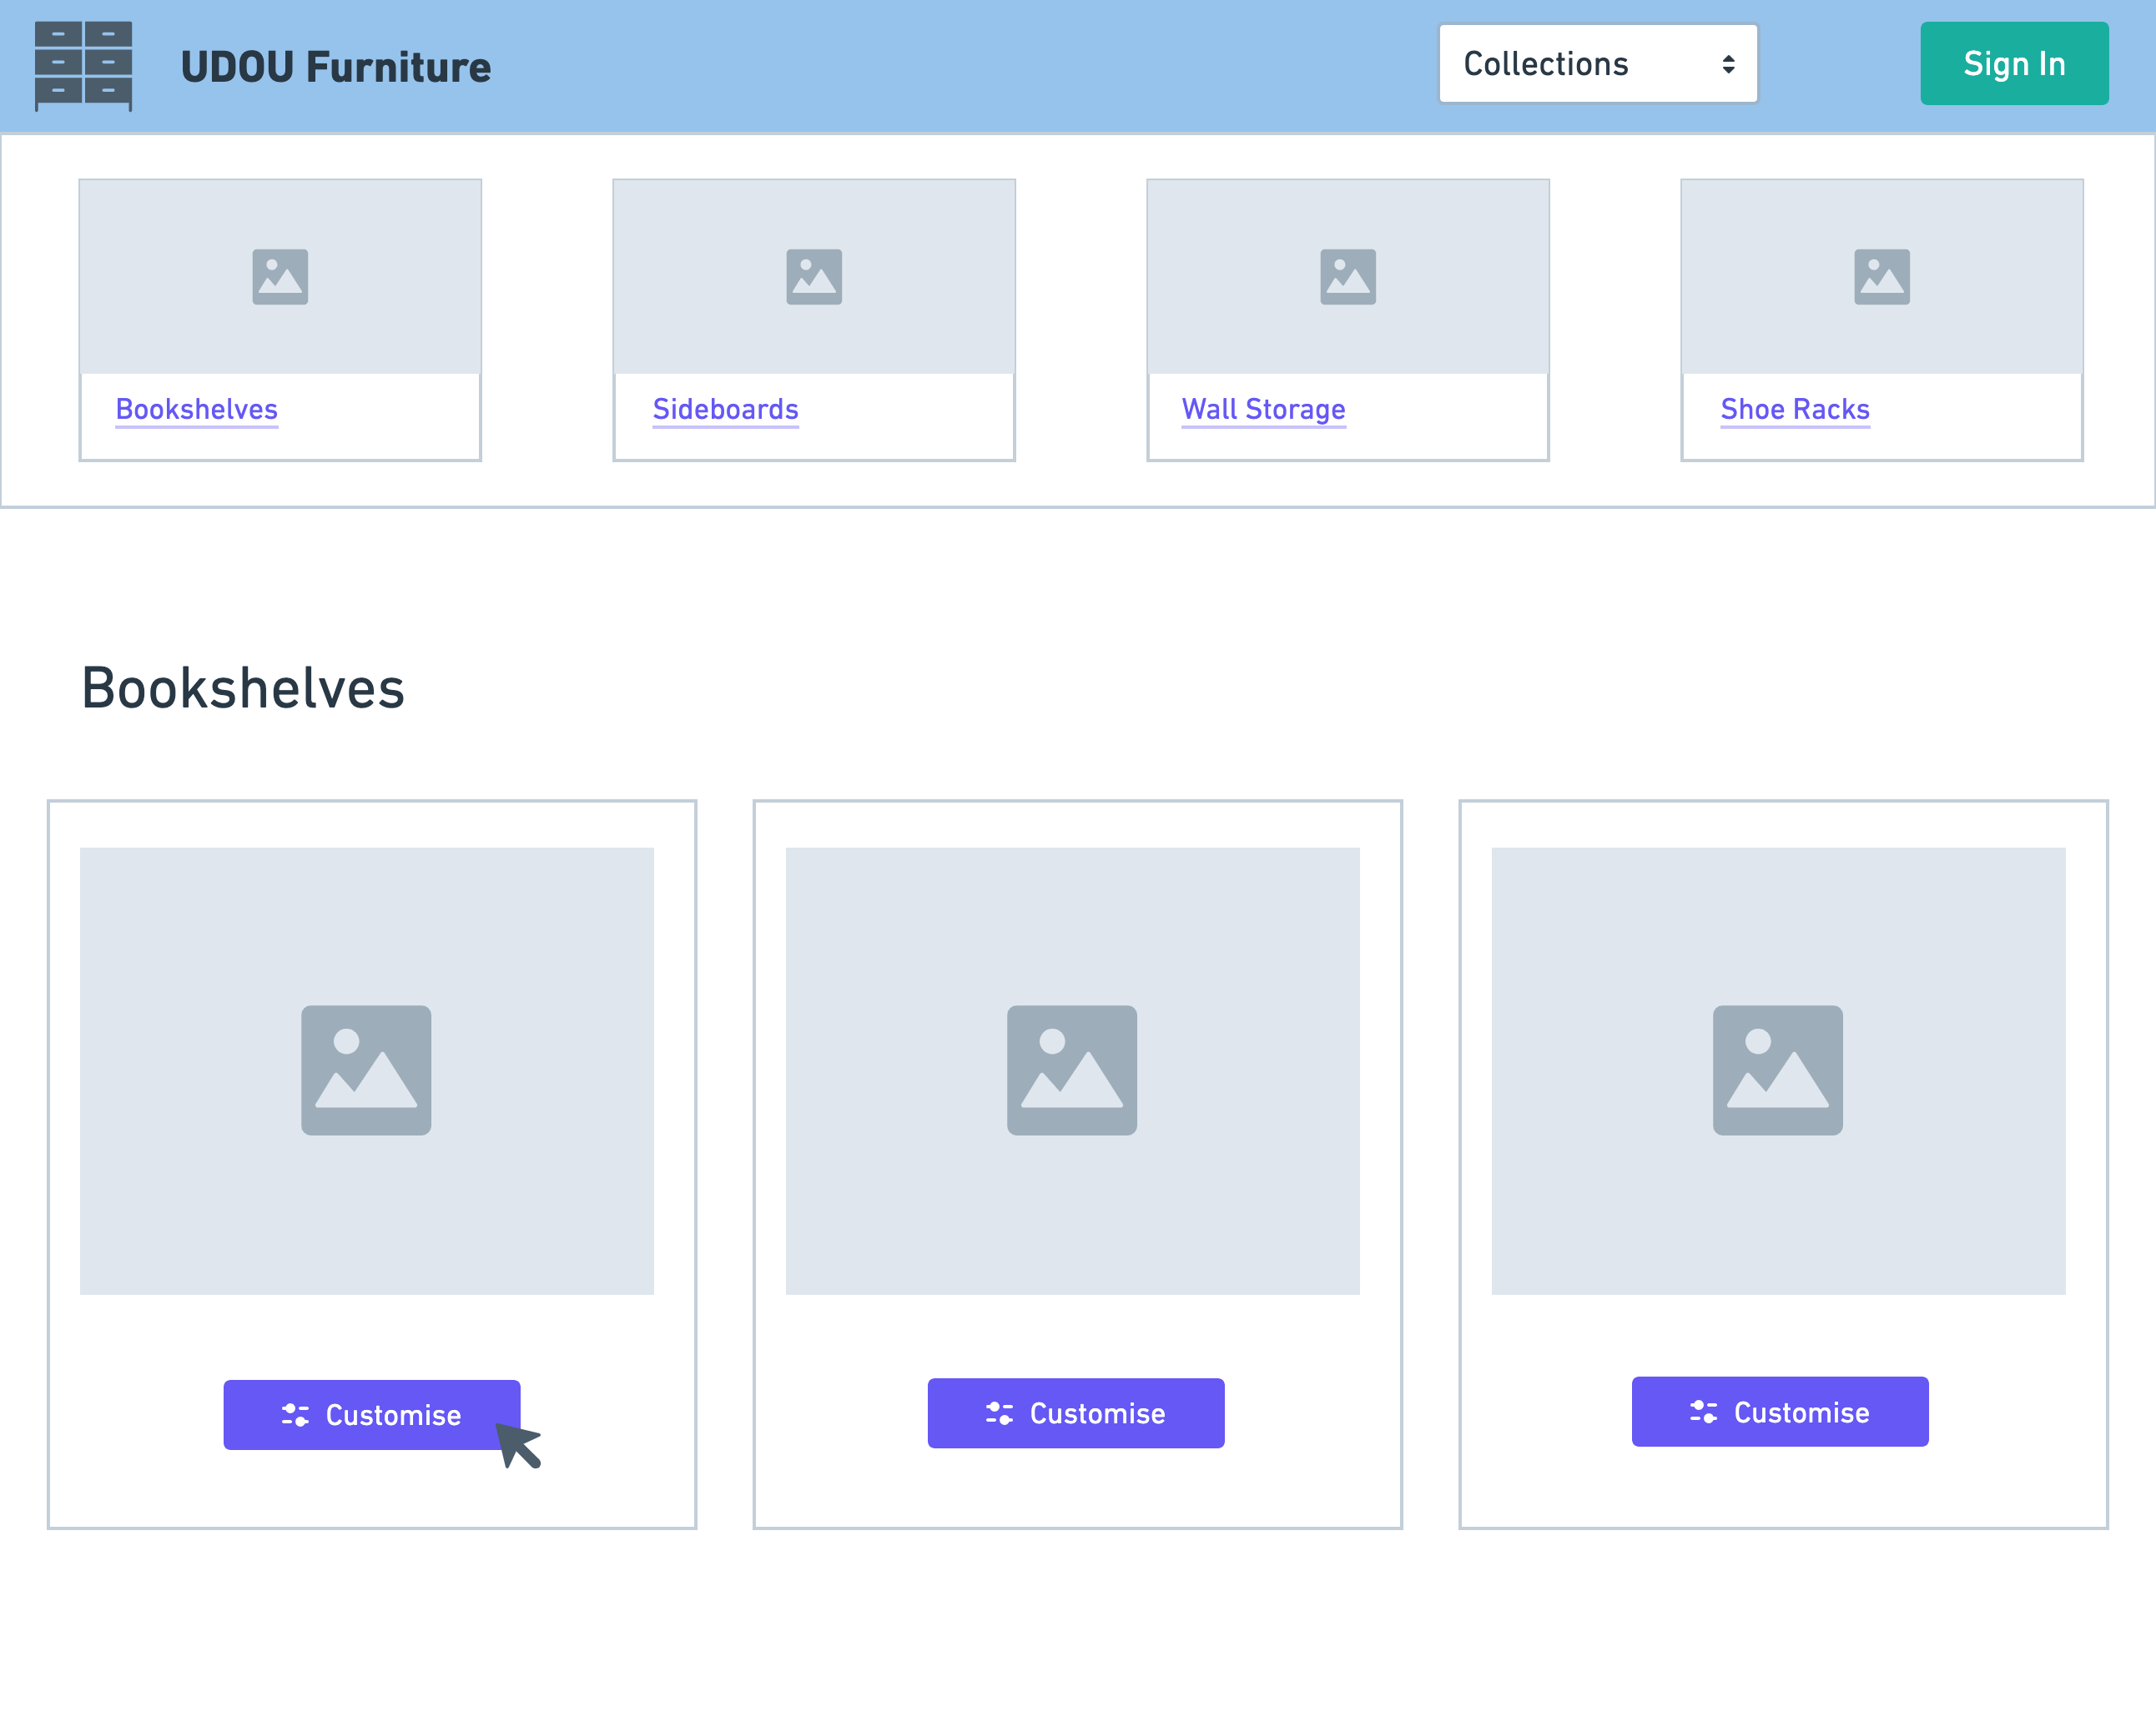 UDOU Furniture
Collections
Sign In
Bookshelves
Sideboards
Wall Storage
Shoe Racks
Bookshelves
Customise
Customise
Customise